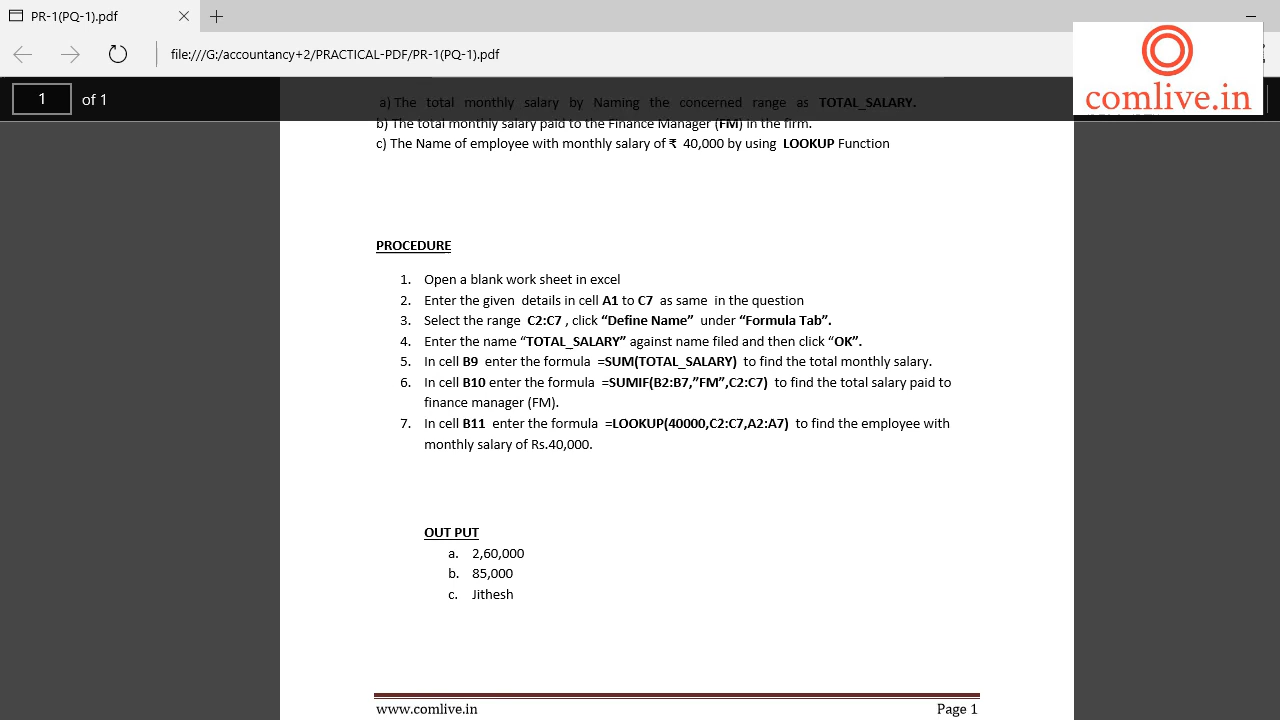 PR-1(PQ-1).pdf
file:///G:/accountancy+2/PRACTICAL-PDF/PR-1(PQ-1).pdf
comlive.in
1 of 1
a) The total monthly salary by Naming the concerned range as TOTAL_SALARY.
b) The total monthly salary paid to the Finance Manager (FM) in the firm.
c) The Name of employee with monthly salary of ₹ 40,000 by using LOOKUP Function
PROCEDURE
1. Open a blank work sheet in excel
2. Enter the given details in cell A1 to C7 as same in the question
3. Select the range C2:C7 , click “Define Name” under “Formula Tab”.
4. Enter the name “TOTAL_SALARY” against name filed and then click “OK”.
5. In cell B9 enter the formula =SUM(TOTAL_SALARY) to find the total monthly salary.
6. In cell B10 enter the formula =SUMIF(B2:B7,”FM”,C2:C7) to find the total salary paid to
finance manager (FM).
7. In cell B11 enter the formula =LOOKUP(40000,C2:C7,A2:A7) to find the employee with
monthly salary of Rs.40,000.
OUT PUT
a. 2,60,000
b. 85,000
c. Jithesh
www.comlive.in Page 1